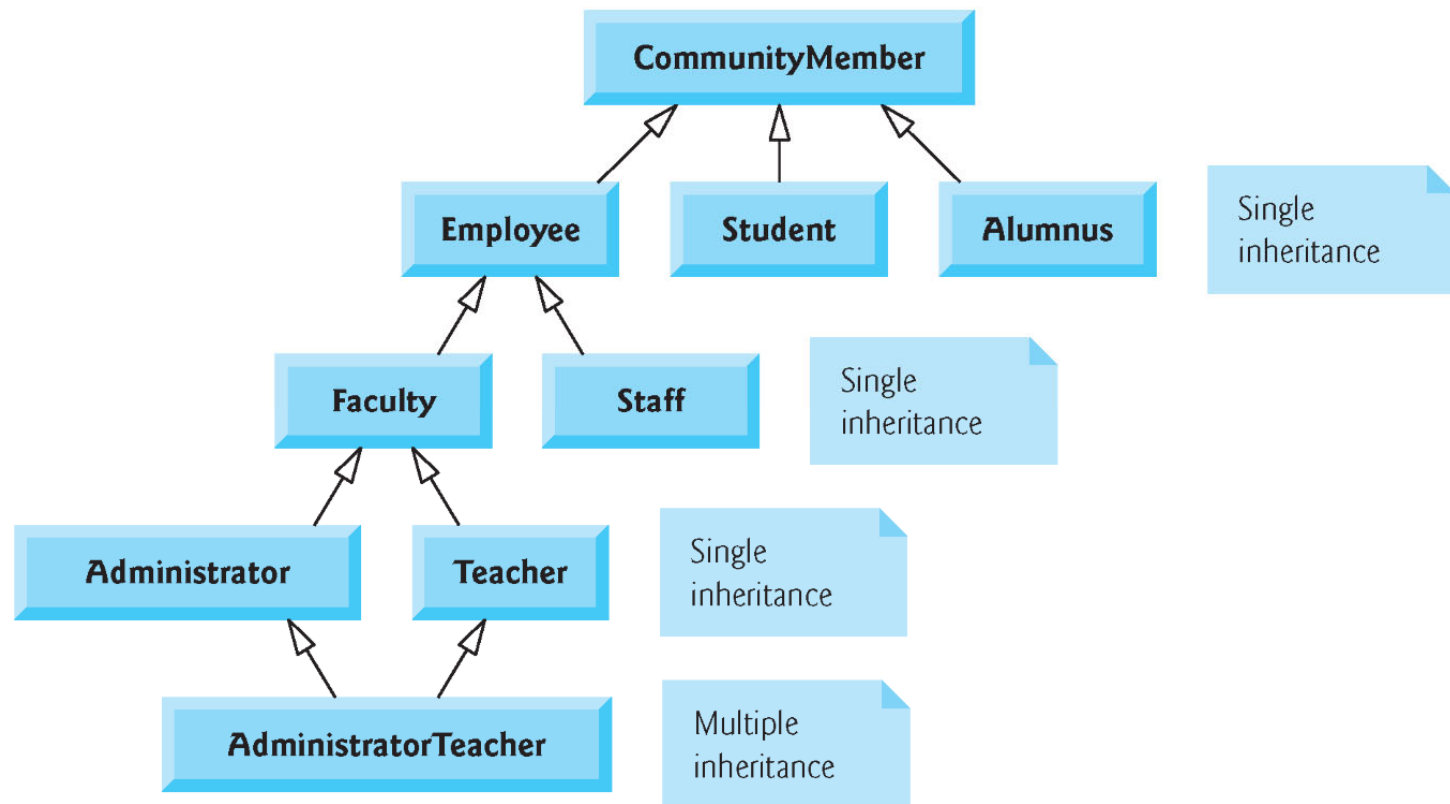 CommunityMember
Employee
Student
Alumnus
Single
inheritance
Faculty
Staff
Single
inheritance
Administrator
Teacher
Single
inheritance
AdministratorTeacher
Multiple
inheritance